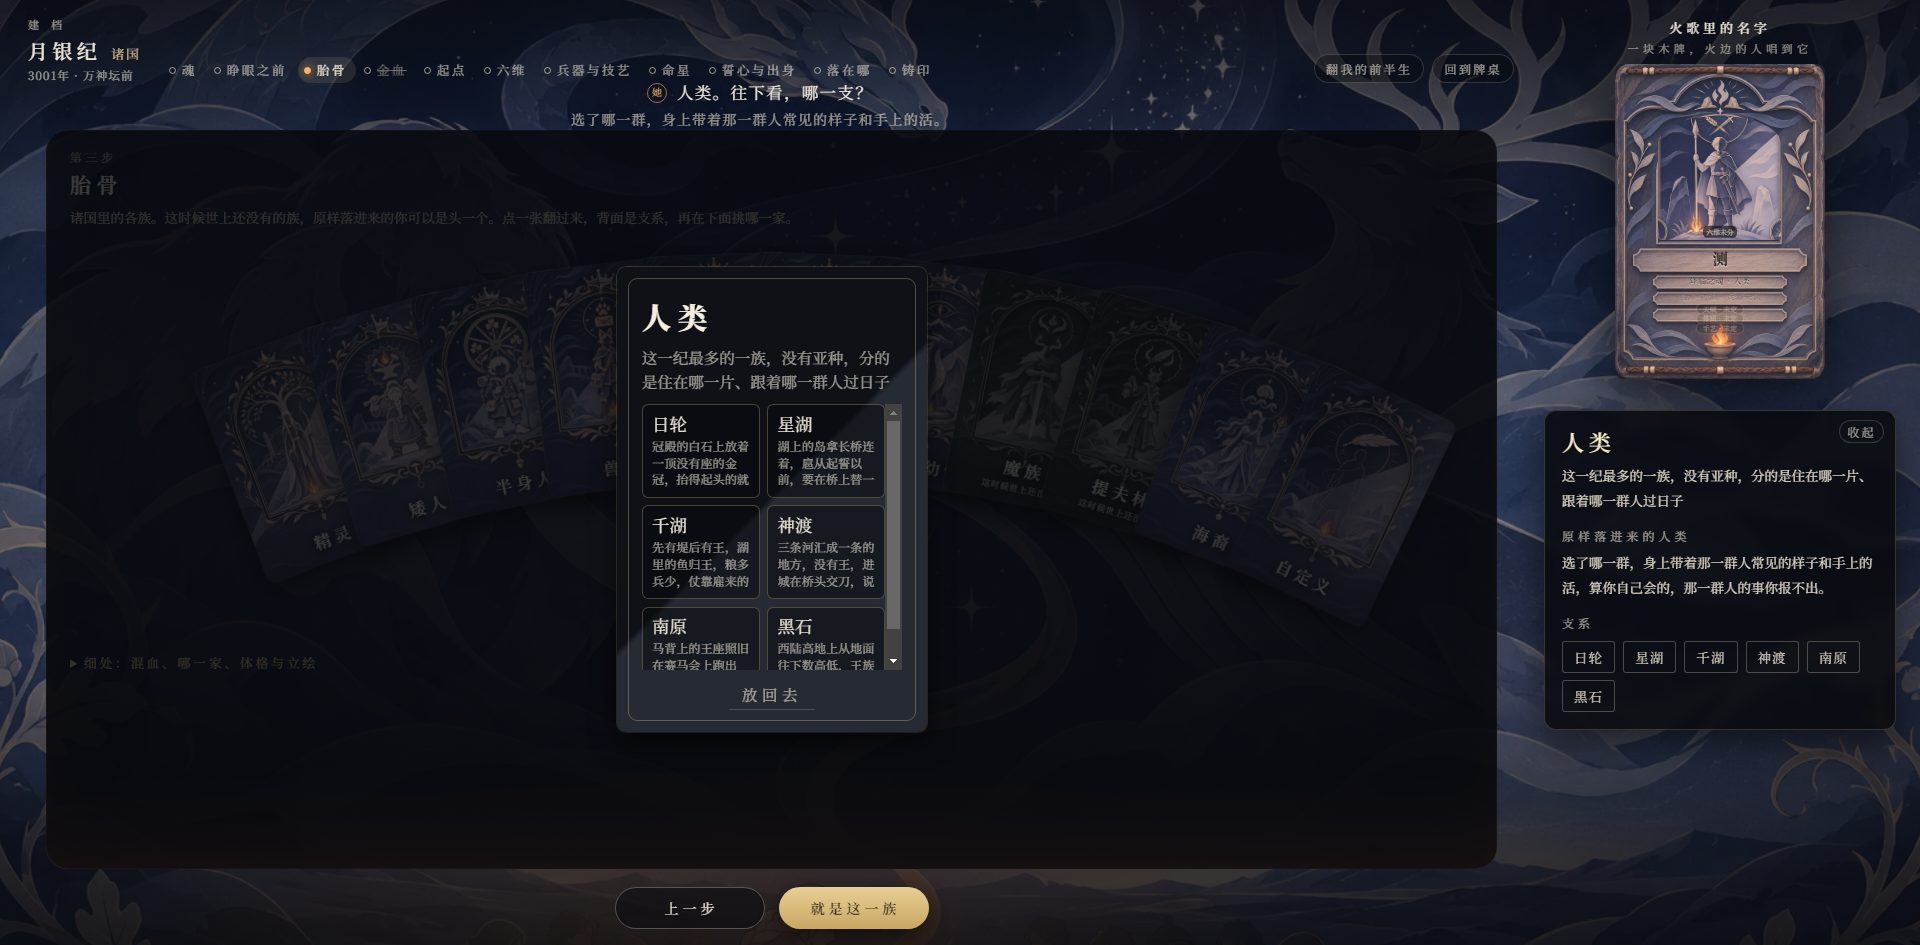 建 档
月银纪 诸国
3001年 · 万神坛前
魂 睁眼之前 胎骨 金血 起点 六维 兵器与技艺 命星 誓心与出身 落在哪 铸印
她 人类。往下看，哪一支？
选了哪一群，身上带着那一群人常见的样子和手上的活。
翻我的前半生
回到牌桌
火歌里的名字
一块木牌，火边的人唱到它
六维未分
测
第三步
胎骨
诸国里的各族。这时候世上还没有的族，原样落进来的你可以是头一个。点一张翻过来，背面是支系，再在下面挑哪一家。
精灵
矮人
半身人
魔族
海裔
自定义
人类
这一纪最多的一族，没有亚种，分的
是住在哪一片、跟着哪一群人过日子
日轮
冠殿的白石上放着
一顶没有座的金
冠，抬得起头的就
星湖
湖上的岛拿长桥连
着，扈从起誓以
前，要在桥上替一
千湖
先有堤后有王，湖
里的鱼归王，粮多
兵少，仗靠雇来的
神渡
三条河汇成一条的
地方，没有王，进
城在桥头交刀，说
南原
马背上的王座照旧
在赛马会上跑出
黑石
西陆高地上从地面
往下数高低，王族
放回去
细处：混血、哪一家、体格与立绘
上一步
就是这一族
收起
人类
这一纪最多的一族，没有亚种，分的是住在哪一片、
跟着哪一群人过日子
原样落进来的人类
选了哪一群，身上带着那一群人常见的样子和手上的
活，算你自己会的，那一群人的事你报不出。
支系
日轮 星湖 千湖 神渡 南原
黑石